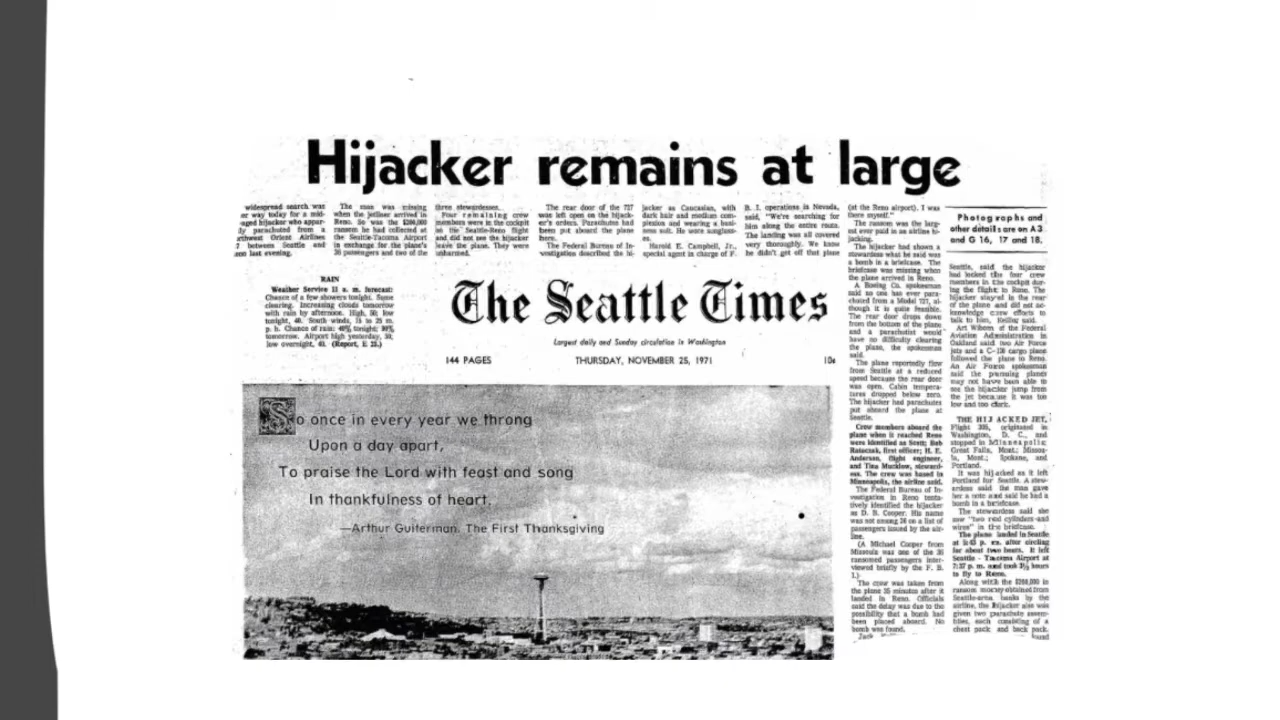 Hijacker remains at large
widespread search was
er way today for a mid-
aged hijacker who appar-
ly parachuted from a
rthwest Orient Airlines
7 between Seattle and
last evening.
The man was missing
when the jetliner arrived in
Reno. So was the $200,000
ransom he had collected at
the Seattle-Tacoma Airport
in exchange for the plane's
36 passengers and two of the
three stewardesses.
Four remaining crew
members were in the cockpit
on the Seattle-Reno flight
and did not see the hijacker
leave the plane. They were
unharmed.
The rear door of the 727
was left open on the hijack-
er's orders. Parachutes had
been put aboard the plane
here.
The Federal Bureau of In-
vestigation described the hi-
jacker as Caucasian, with
dark hair and medium com-
plexion and wearing a busi-
ness suit. He wore sunglass-
es.
Harold E. Campbell, Jr.,
special agent in charge of F.
B. I. operations in Nevada,
said, "We're searching for
him along the entire route.
The landing was all covered
very thoroughly. We know
he didn't get off that plane
(at the Reno airport). I was
there myself."
The ransom was the larg-
est ever paid in an airline hi-
jacking.
The hijacker had shown a
stewardess what he said was
a bomb in a briefcase. The
briefcase was missing when
the plane arrived in Reno.
A Boeing Co. spokesman
said no one has ever para-
chuted from a Model 727, al-
though it is quite feasible.
The rear door drops down
from the bottom of the plane
and a parachutist would
have no difficulty clearing
the plane, the spokesman
said.
The plane reportedly flew
from Seattle at a reduced
speed because the rear door
was open. Cabin tempera-
tures dropped below zero.
The hijacker had parachutes
put aboard the plane at
Seattle.
Crew members aboard the
plane when it reached Reno
were identified as Scott; Bob
Rataczak, first officer; H. E.
Anderson, flight engineer,
and Tina Mucklow, steward-
ess. The crew was based in
Minneapolis, the airline said.
The Federal Bureau of In-
vestigation in Reno tenta-
tively identified the hijacker
as D. B. Cooper. His name
was not among 36 on a list of
passengers issued by the air-
line.
(A Michael Cooper from
Missoula was one of the 36
ransomed passengers inter-
viewed briefly by the F. B.
I.)
The crew was taken from
the plane 35 minutes after it
landed in Reno. Officials
said the delay was due to the
possibility that a bomb had
been placed aboard. No
bomb was found.
Jack
Photographs and
other details are on A 3
and G 16, 17 and 18.
Seattle, said the hijacker
had locked the four crew
members in the cockpit dur-
ing the flight to Reno. The
hijacker stayed in the rear
of the plane and did not ac-
knowledge crew efforts to
talk to him, said.
Art Wiborn of the Federal
Aviation Administration in
Oakland said two Air Force
jets and a C-130 cargo plane
followed the plane to Reno.
An Air Force spokesman
said the pursuing planes
may not have been able to
see the hijacker jump from
the jet because it was too
low and too dark.
THE HIJACKED JET,
Flight 305, originated in
Washington, D. C., and
stopped in Minneapolis;
Great Falls, Mont.; Missou-
la, Mont.; Spokane, and
Portland.
It was hijacked as it left
Portland for Seattle. A stew-
ardess said the man gave
her a note and said he had a
bomb in a briefcase.
The stewardess said she
saw "two red cylinders and
wires" in the briefcase.
The plane landed in Seattle
at 5:43 p. m. after circling
for about two hours. It left
Seattle - Tacoma Airport at
7:37 p. m. and took 3½ hours
to fly to Reno.
Along with the $200,000 in
ransom money obtained from
Seattle-area banks by the
airline, the hijacker also was
given two parachute assem-
blies, each consisting of a
chest pack and back pack.
RAIN
Weather Service 11 a. m. forecast:
Chance of a few showers tonight. Some
clearing. Increasing clouds tomorrow
with rain by afternoon. High, 50; low
tonight, 40. South winds, 15 to 25 m.
p. h. Chance of rain: 40% tonight; 80%
tomorrow. Airport high yesterday, 50;
low overnight, 43. (Report, E 25.)
The Seattle Times
Largest daily and Sunday circulation in Washington
144 PAGES THURSDAY, NOVEMBER 25, 1971 10¢
So once in every year we throng
Upon a day apart,
To praise the Lord with feast and song
In thankfulness of heart.
—Arthur Guiterman, The First Thanksgiving